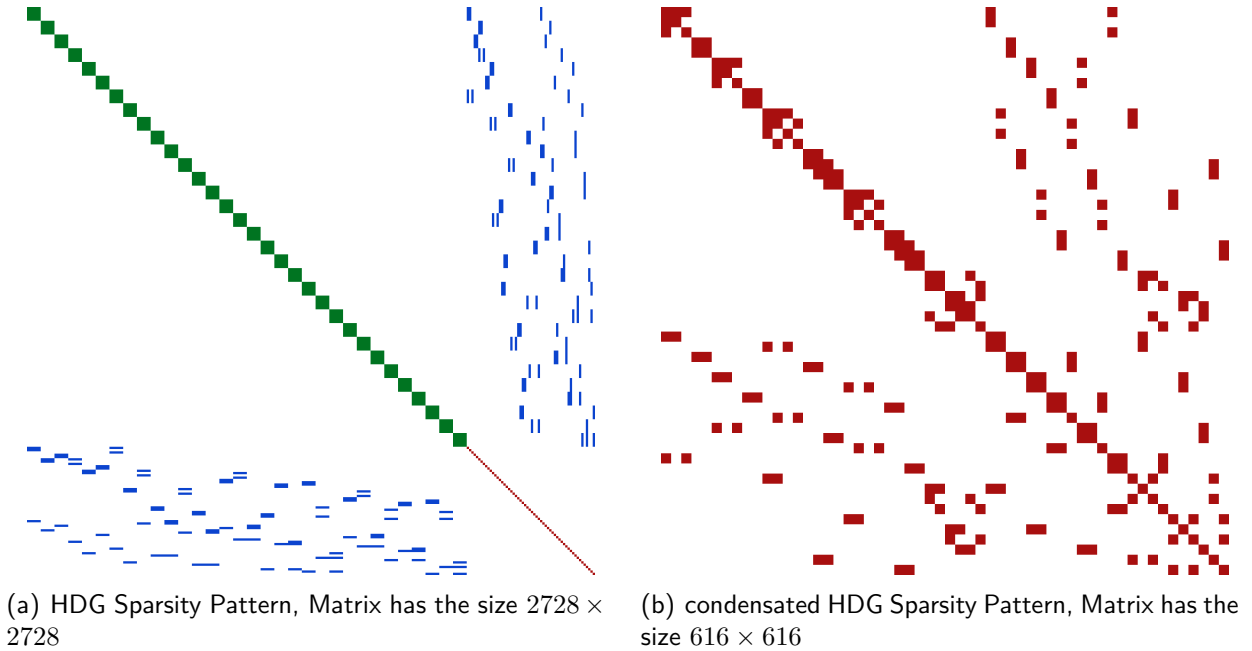 (a) HDG Sparsity Pattern, Matrix has the size 2728 ×
2728
(b) condensated HDG Sparsity Pattern, Matrix has the
size 616 × 616